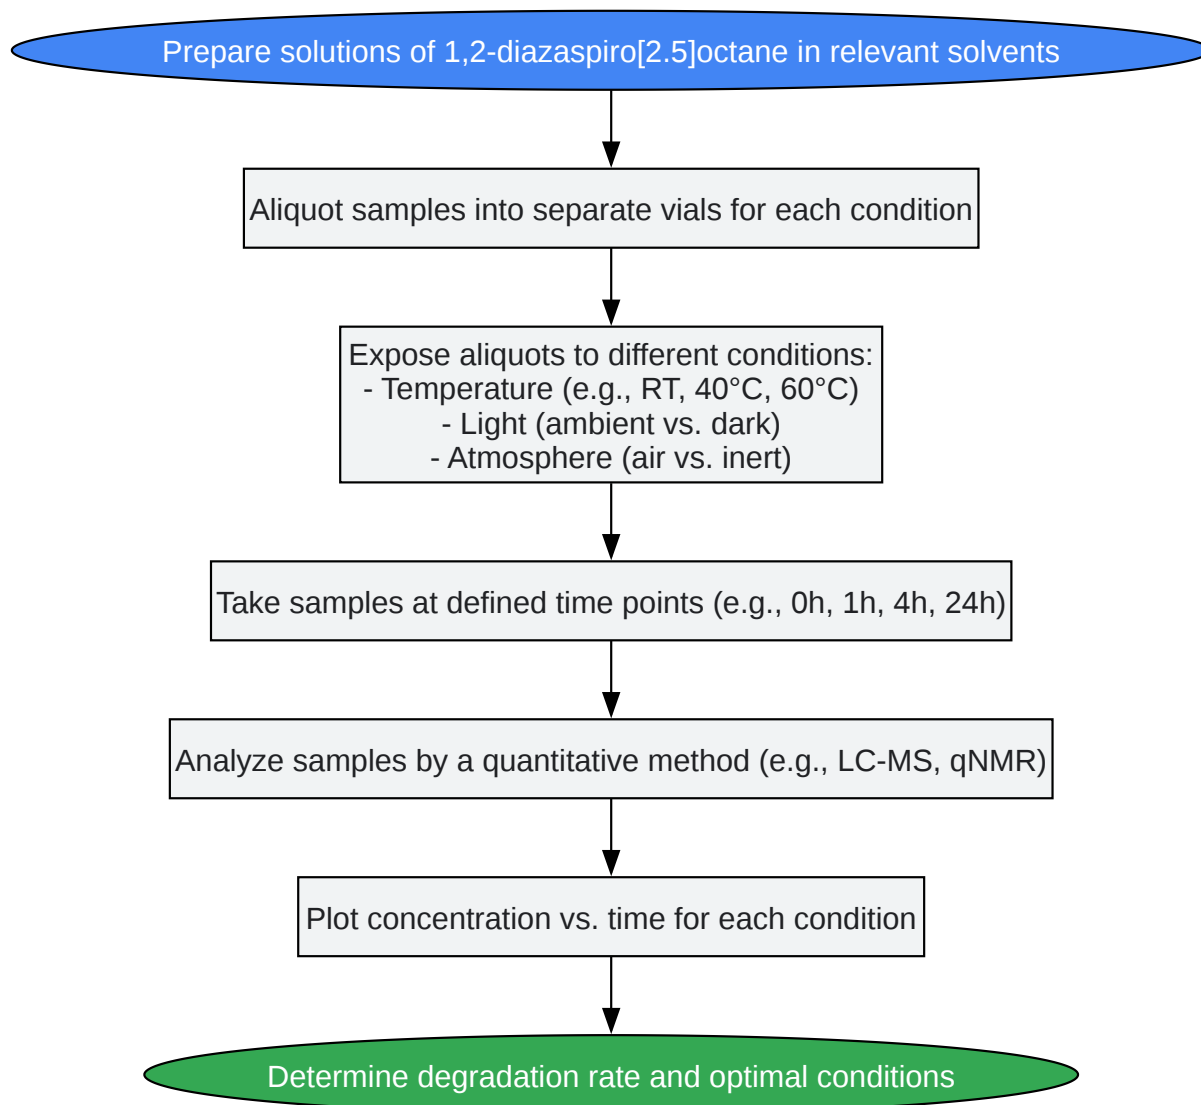 Prepare solutions of 1,2-diazaspiro[2.5]octane in relevant solvents
Aliquot samples into separate vials for each condition
Expose aliquots to different conditions:
- Temperature (e.g., RT, 40°C, 60°C)
- Light (ambient vs. dark)
- Atmosphere (air vs. inert)
Take samples at defined time points (e.g., 0h, 1h, 4h, 24h)
Analyze samples by a quantitative method (e.g., LC-MS, qNMR)
Plot concentration vs. time for each condition
Determine degradation rate and optimal conditions